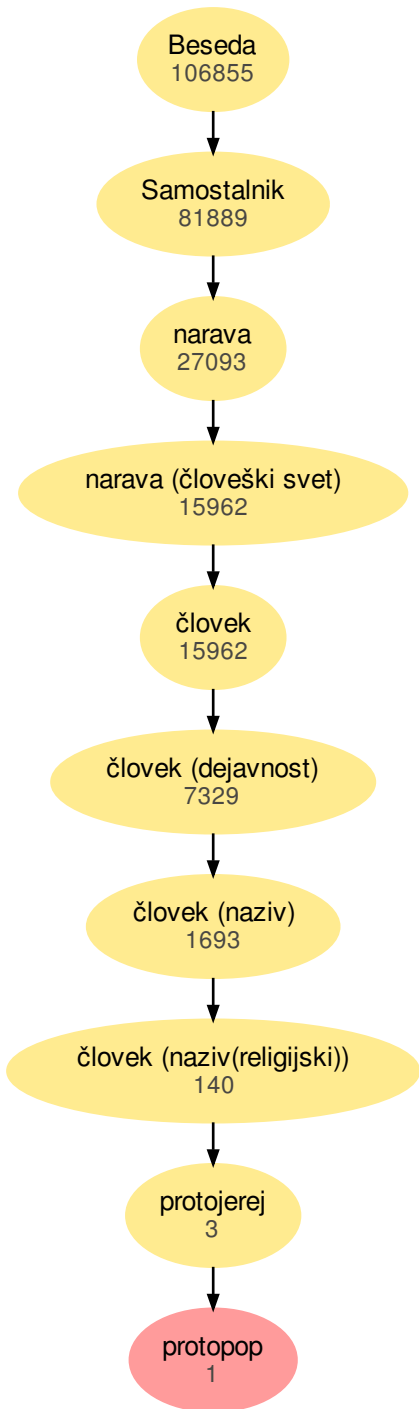 Beseda
106855
Samostalnik
81889
narava
27093
narava (človeški svet)
15962
človek
15962
človek (dejavnost)
7329
človek (naziv)
1693
človek (naziv(religijski))
140
protojerej
3
protopop
1